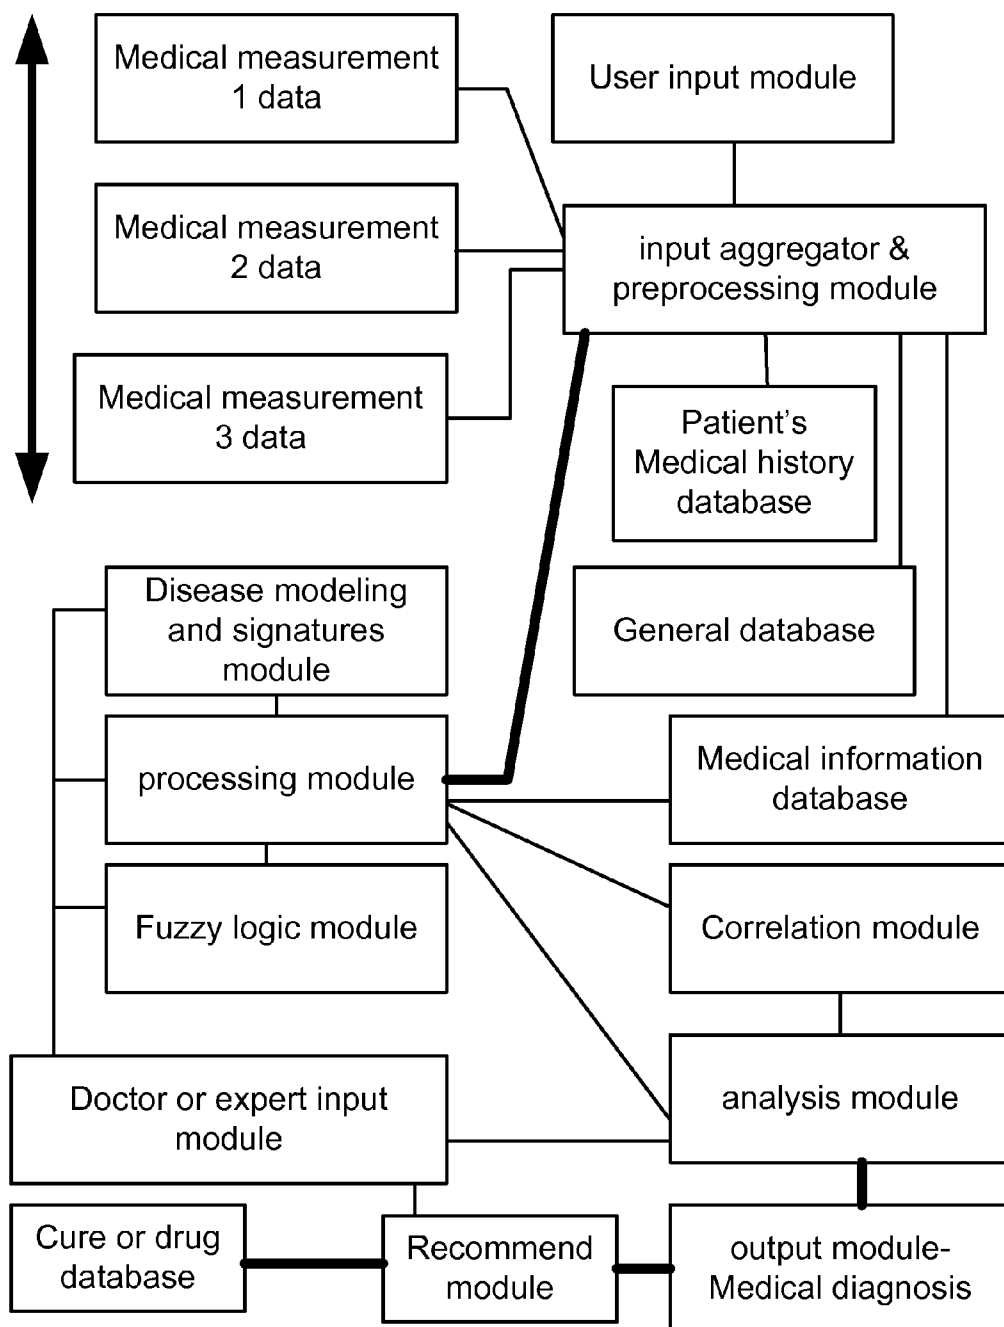 Medical measurement
1 data
User input module
Medical measurement
2 data
input aggregator &
preprocessing module
Medical measurement
3 data
Patient’s
Medical history
database
Disease modeling
and signatures
module
General database
processing module
Medical information
database
Fuzzy logic module
Correlation module
Doctor or expert input
module
analysis module
Cure or drug
database
Recommend
module
output module-
Medical diagnosis